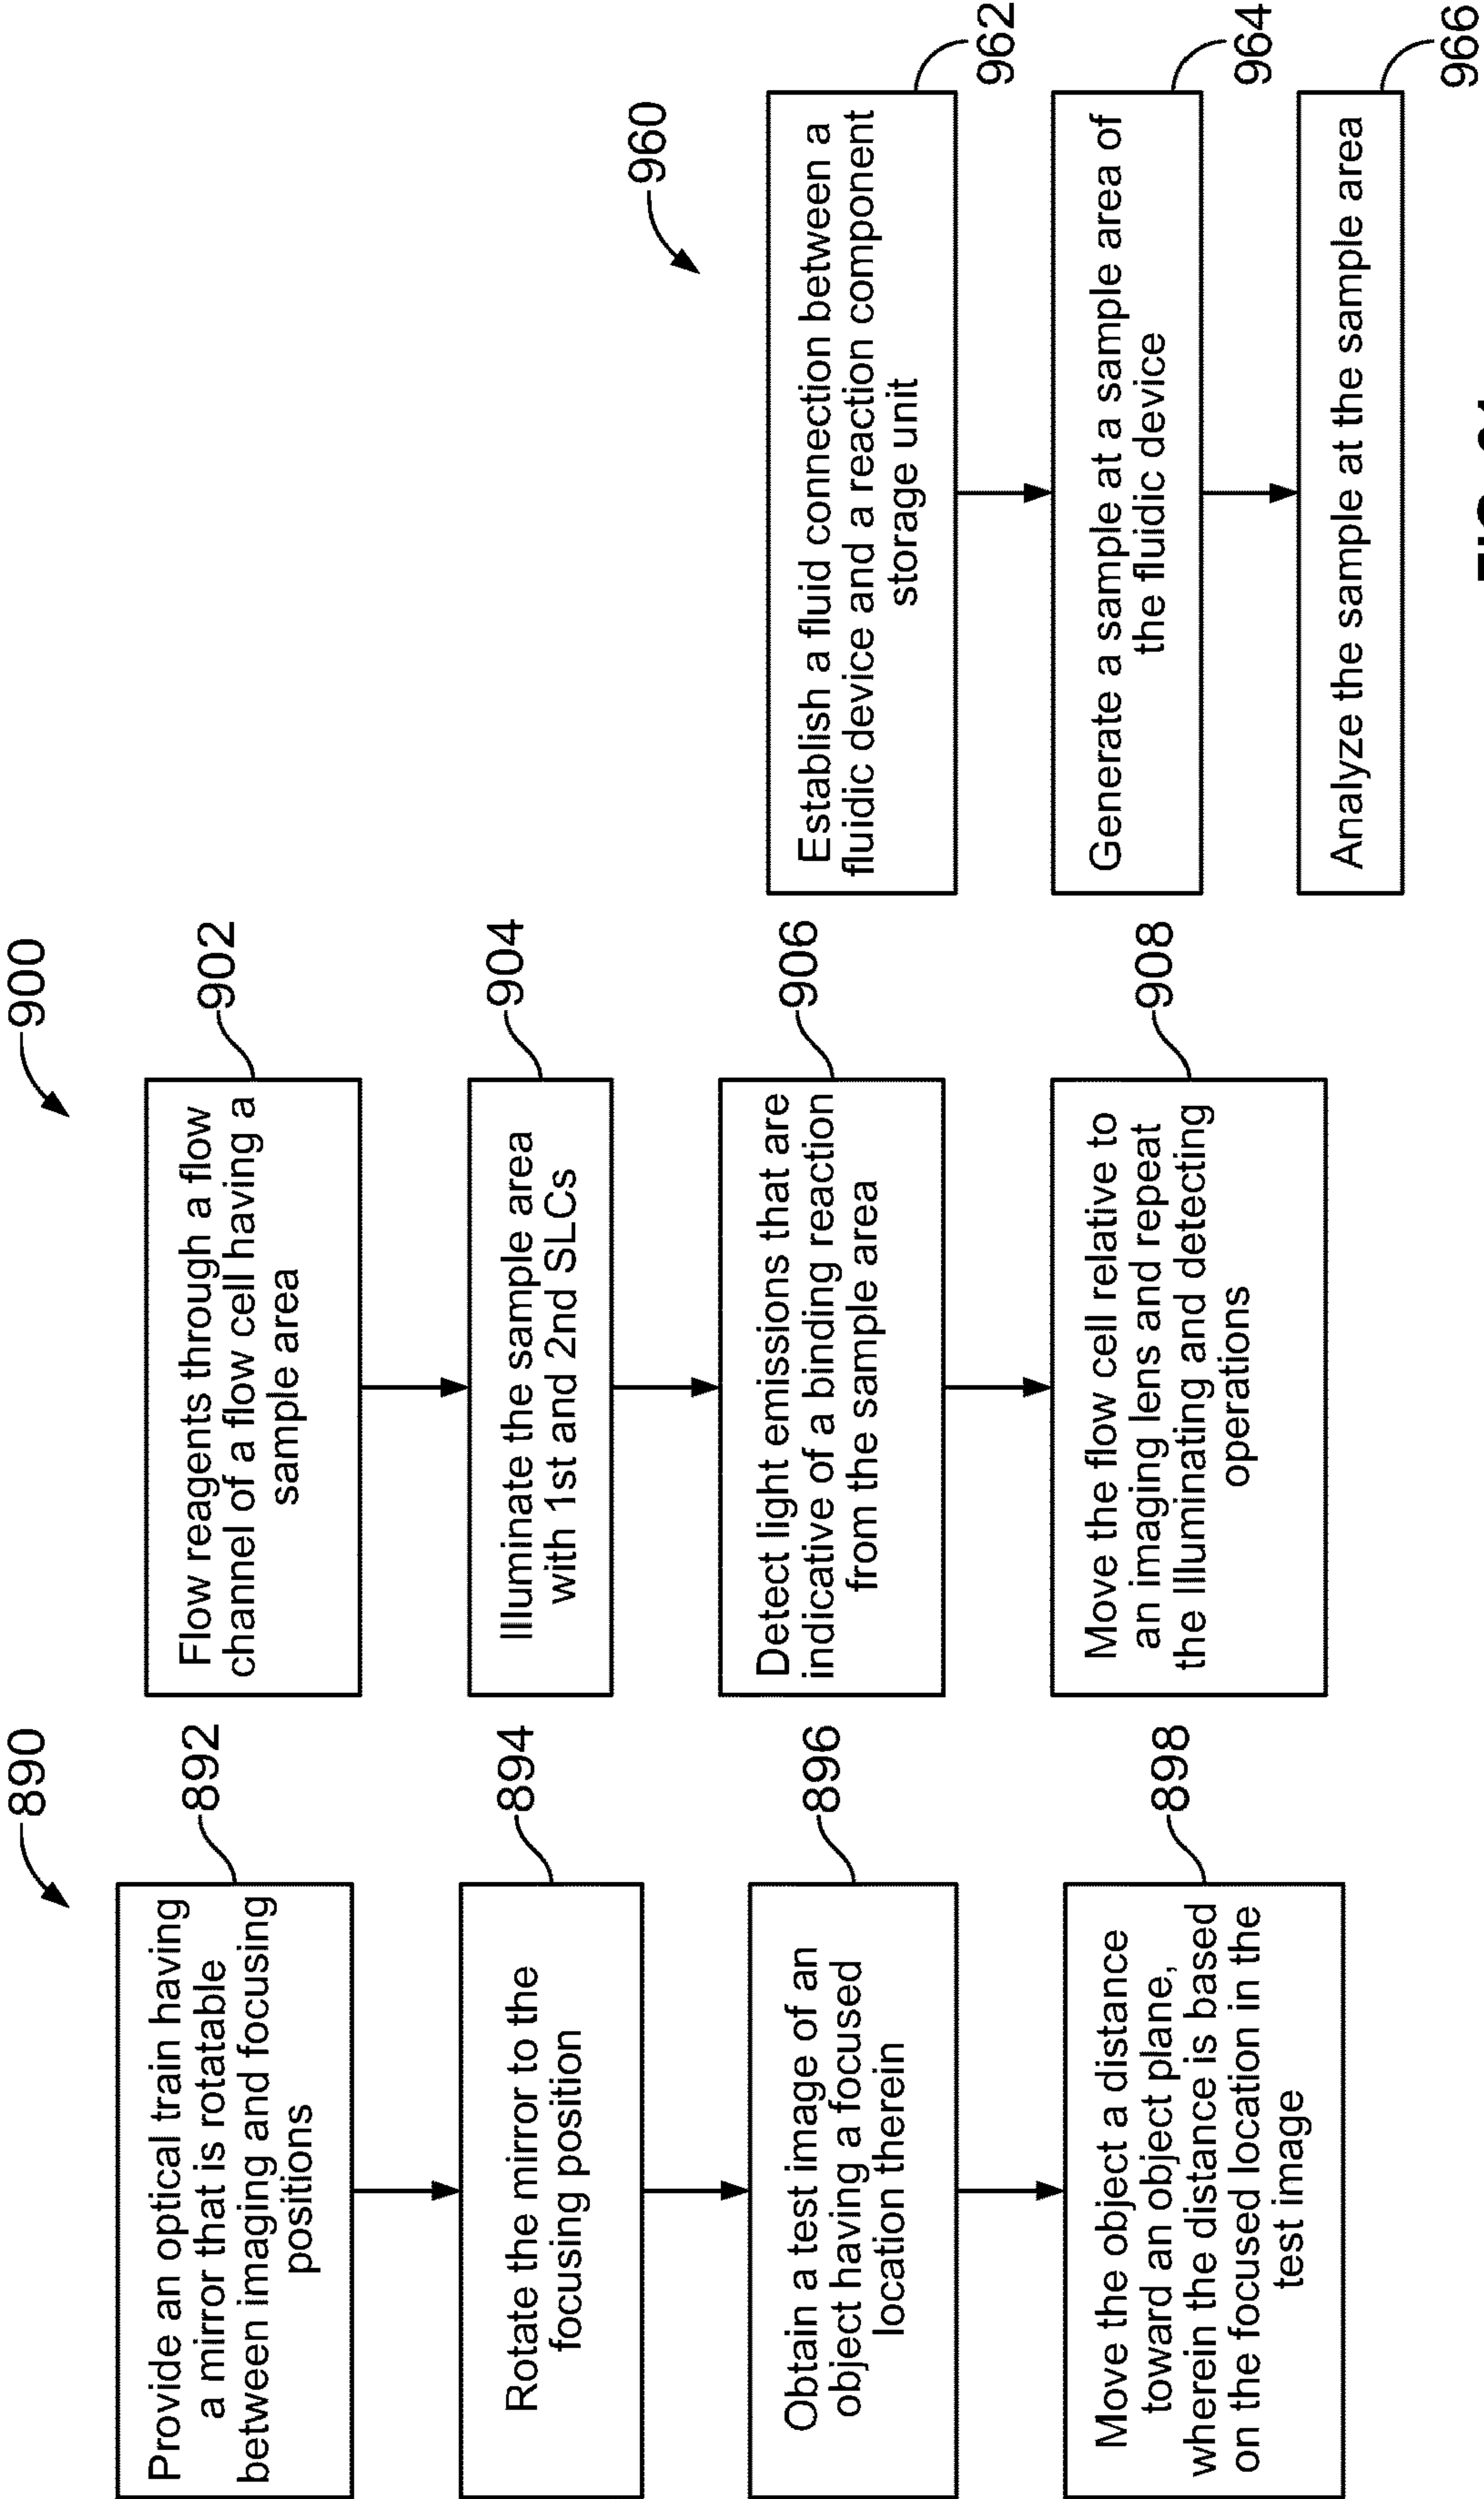 890
Provide an optical train having
a mirror that is rotatable
between imaging and focusing
positions
892
Rotate the mirror to the
focusing position
894
Obtain a test image of an
object having a focused
location therein
896
Move the object a distance
toward an object plane,
wherein the distance is based
on the focused location in the
test image
898
900
Flow reagents through a flow
channel of a flow cell having a
sample area
902
Illuminate the sample area
with 1st and 2nd SLCs
904
Detect light emissions that are
indicative of a binding reaction
from the sample area
906
Move the flow cell relative to
an imaging lens and repeat
the illuminating and detecting
operations
908
960
Establish a fluid connection between a
fluidic device and a reaction component
storage unit
962
Generate a sample at a sample area of
the fluidic device
964
Analyze the sample at the sample area
966